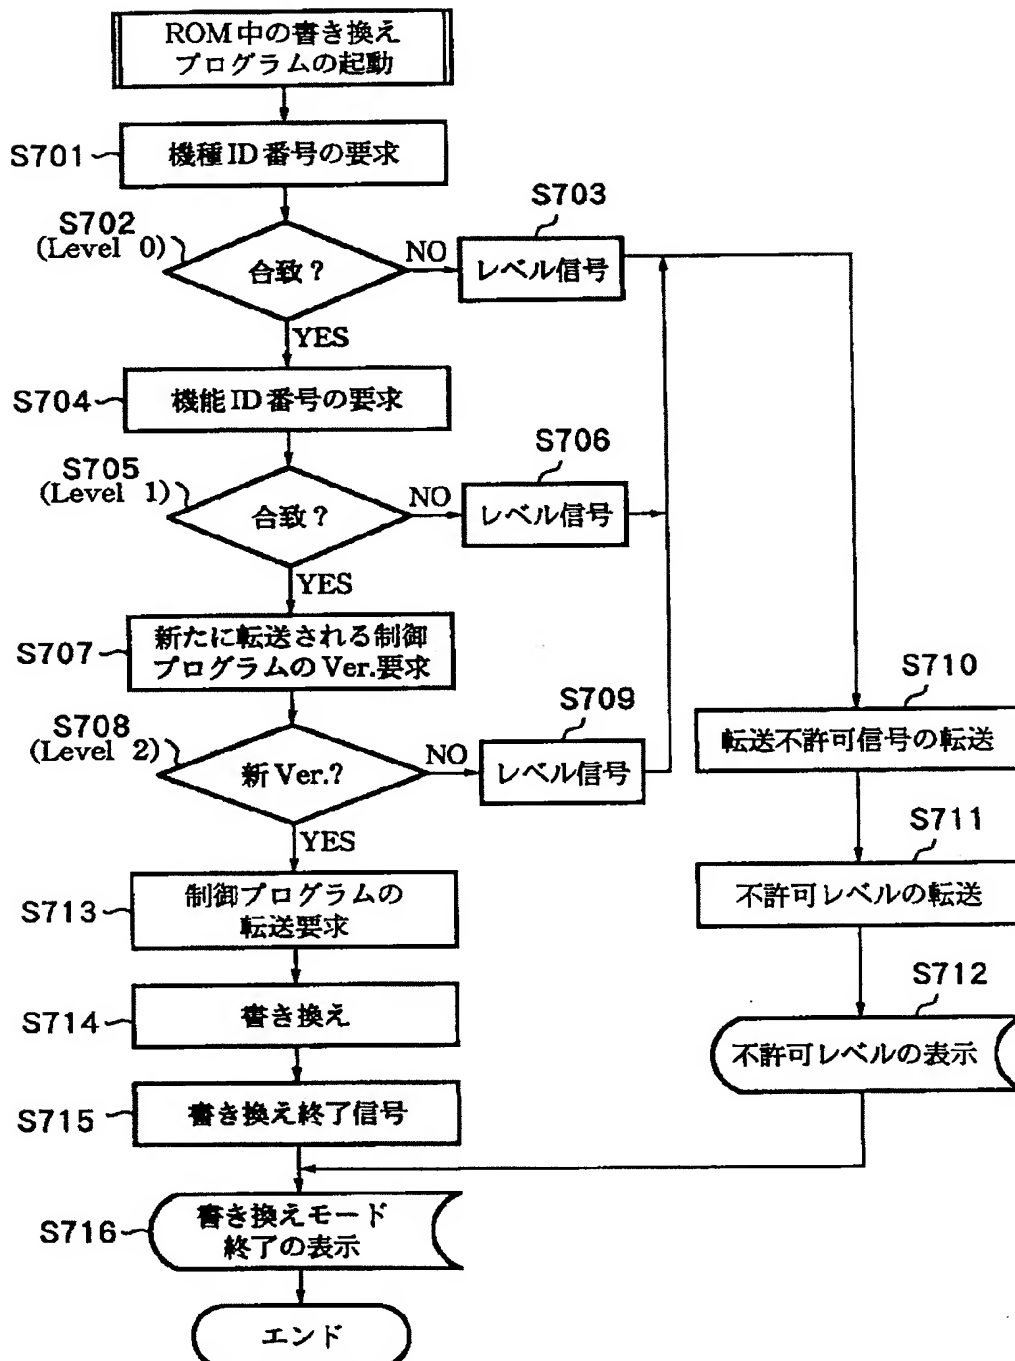 ROM中の書き換え
プログラムの起動
S701
機種ID番号の要求
S702
(Level 0)
合致?
NO
S703
レベル信号
YES
S704
機能ID番号の要求
S705
(Level 1)
合致?
NO
S706
レベル信号
YES
S707
新たに転送される制御
プログラムのVer.要求
S708
(Level 2)
新Ver.?
NO
S709
レベル信号
YES
S710
転送不許可信号の転送
S711
不許可レベルの転送
S712
不許可レベルの表示
S713
制御プログラムの
転送要求
S714
書き換え
S715
書き換え終了信号
S716
書き換えモード
終了の表示
エンド